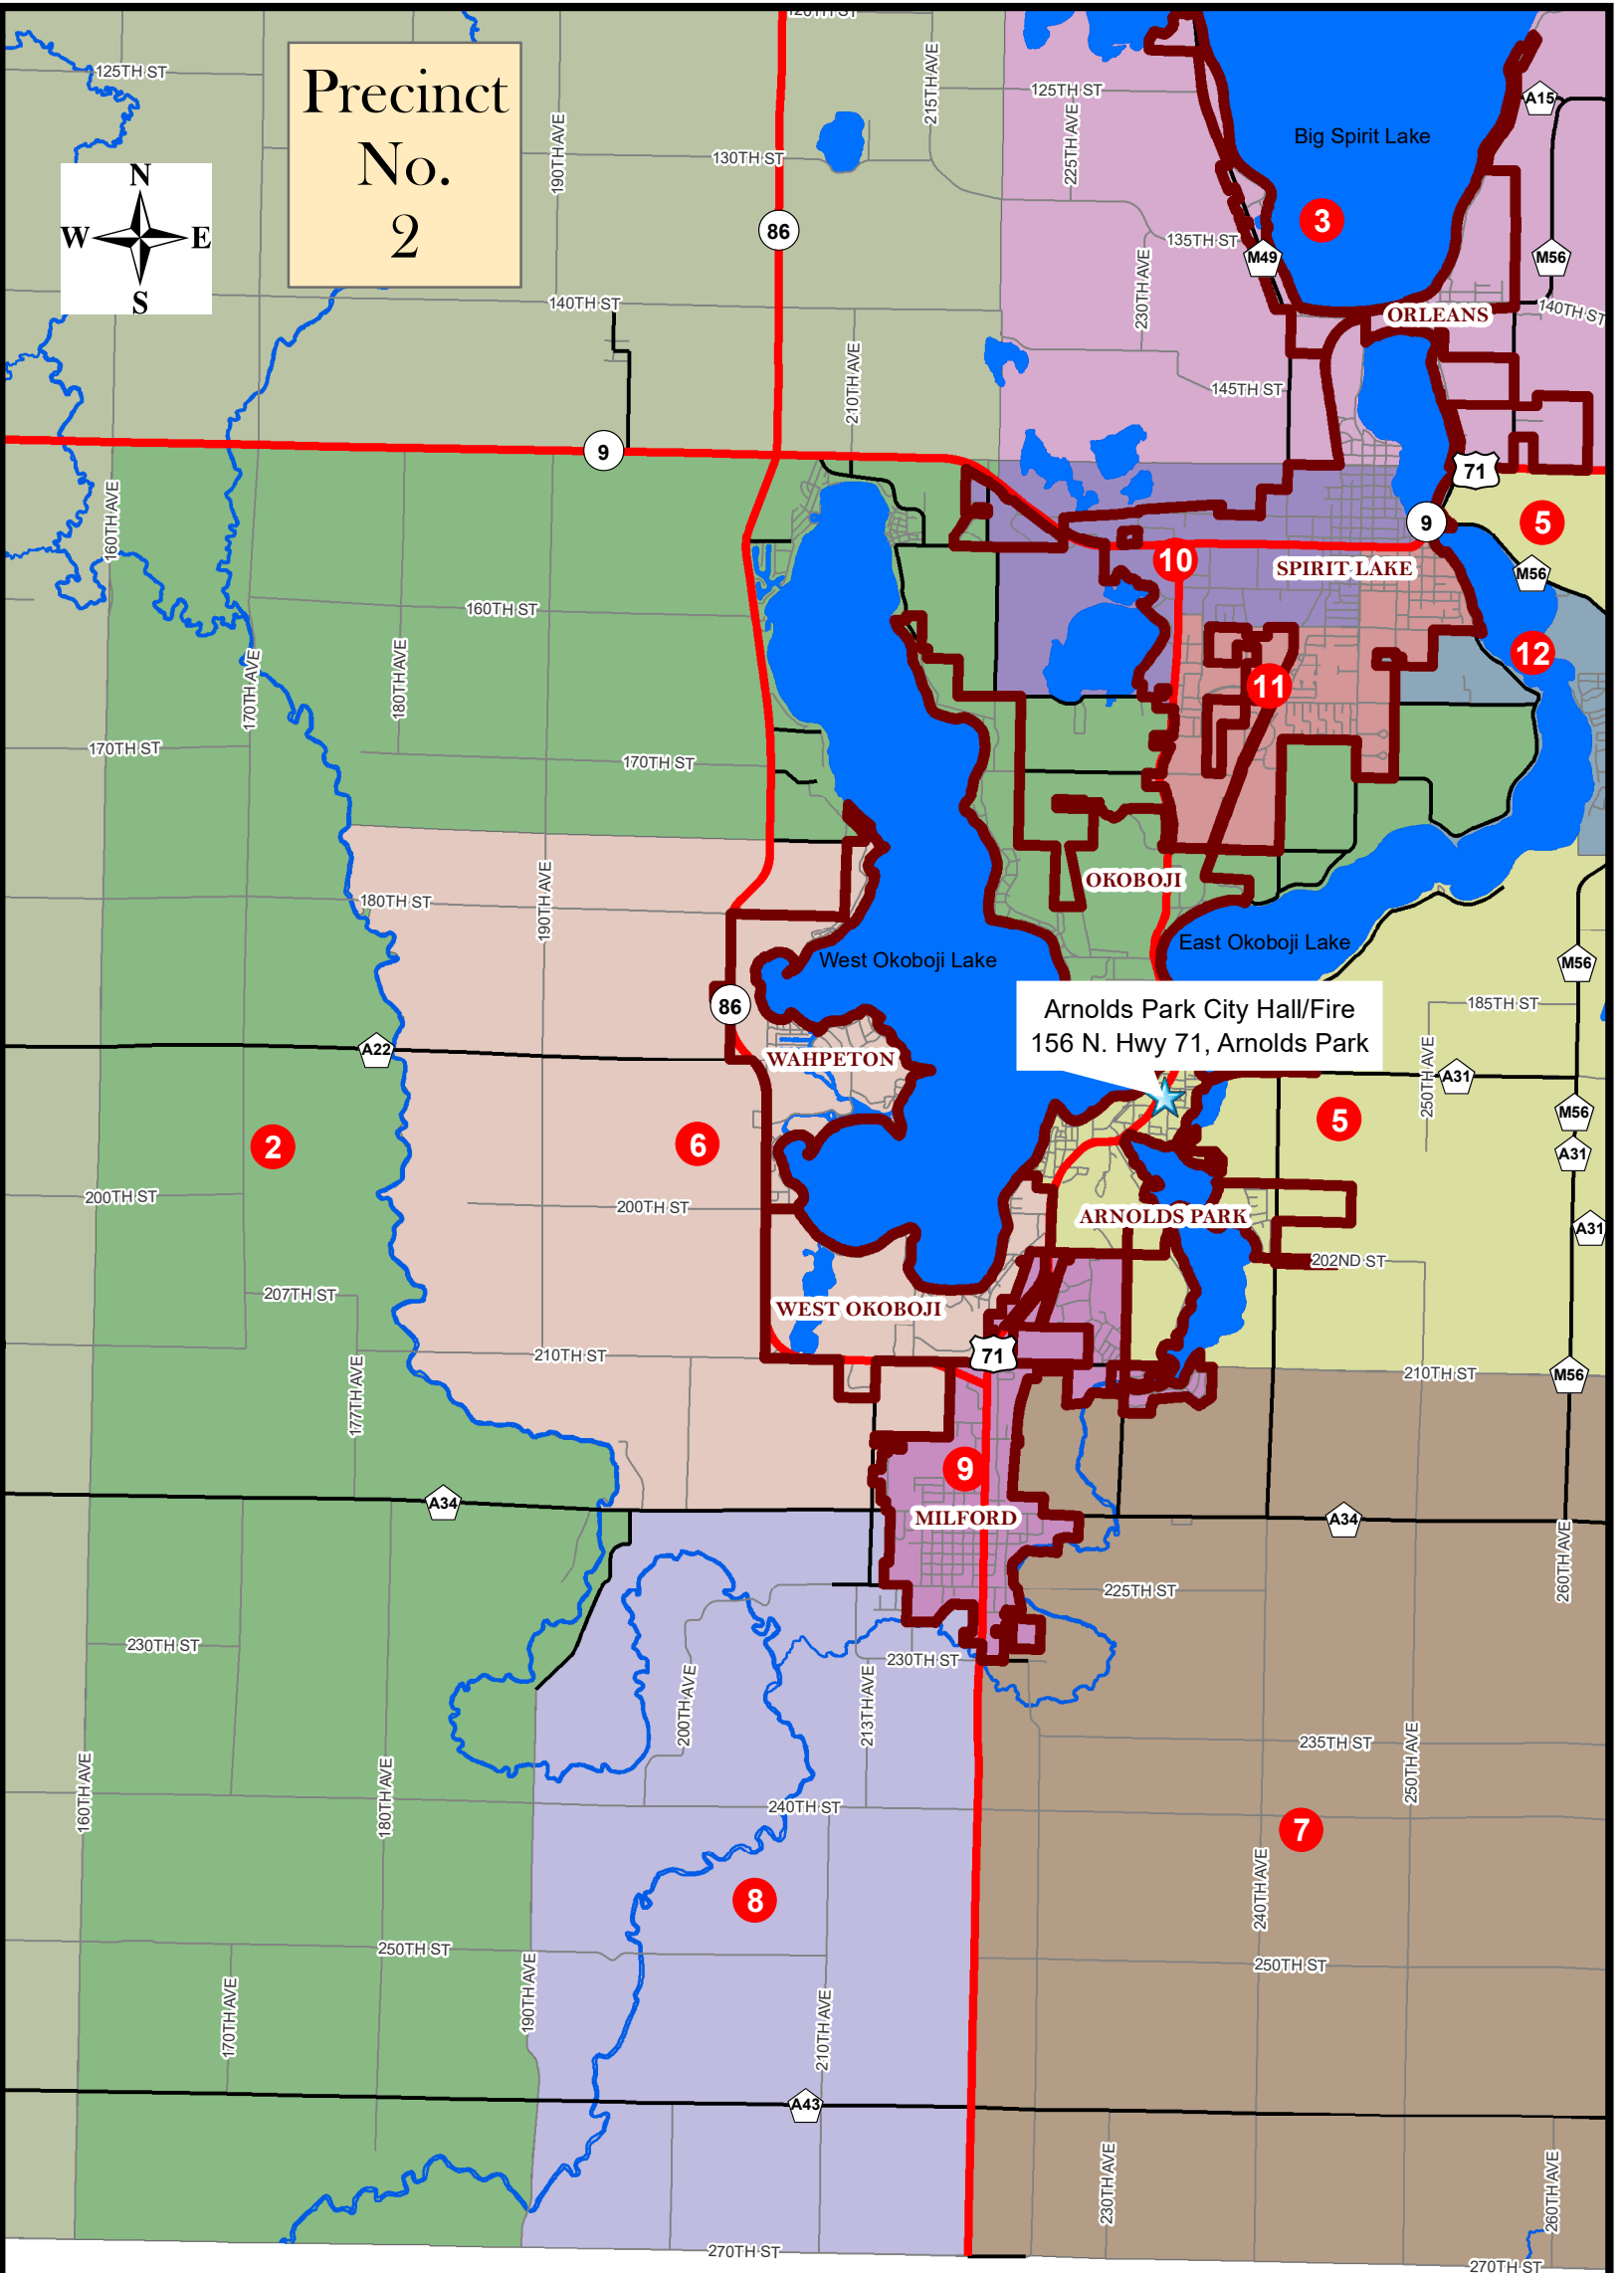 120TH ST
125TH ST
Precinct
No.
2
N
W
E
S
190TH AVE
130TH ST
215TH AVE
125TH ST
225TH AVE
Big Spirit Lake
A15
86
3
135TH ST
M49
M56
230TH AVE
140TH ST
ORLEANS
140TH ST
210TH AVE
145TH ST
9
71
160TH AVE
9
5
10
SPIRIT LAKE
M56
160TH ST
170TH AVE
180TH AVE
11
12
170TH ST
170TH ST
180TH ST
190TH AVE
OKOBOJI
West Okoboji Lake
East Okoboji Lake
M56
86
Arnolds Park City Hall/Fire
156 N. Hwy 71, Arnolds Park
185TH ST
A22
WAHPETON
250TH AVE
A31
M56
2
6
5
A31
200TH ST
200TH ST
ARNOLDS PARK
A31
202ND ST
207TH ST
WEST OKOBOJI
210TH ST
71
210TH ST
M56
177TH AVE
9
A34
MILFORD
A34
260TH AVE
225TH ST
230TH ST
230TH ST
200TH AVE
213TH AVE
235TH ST
160TH AVE
180TH AVE
250TH AVE
240TH ST
7
240TH AVE
8
250TH ST
250TH ST
170TH AVE
190TH AVE
210TH AVE
A43
230TH AVE
260TH AVE
270TH ST
270TH ST